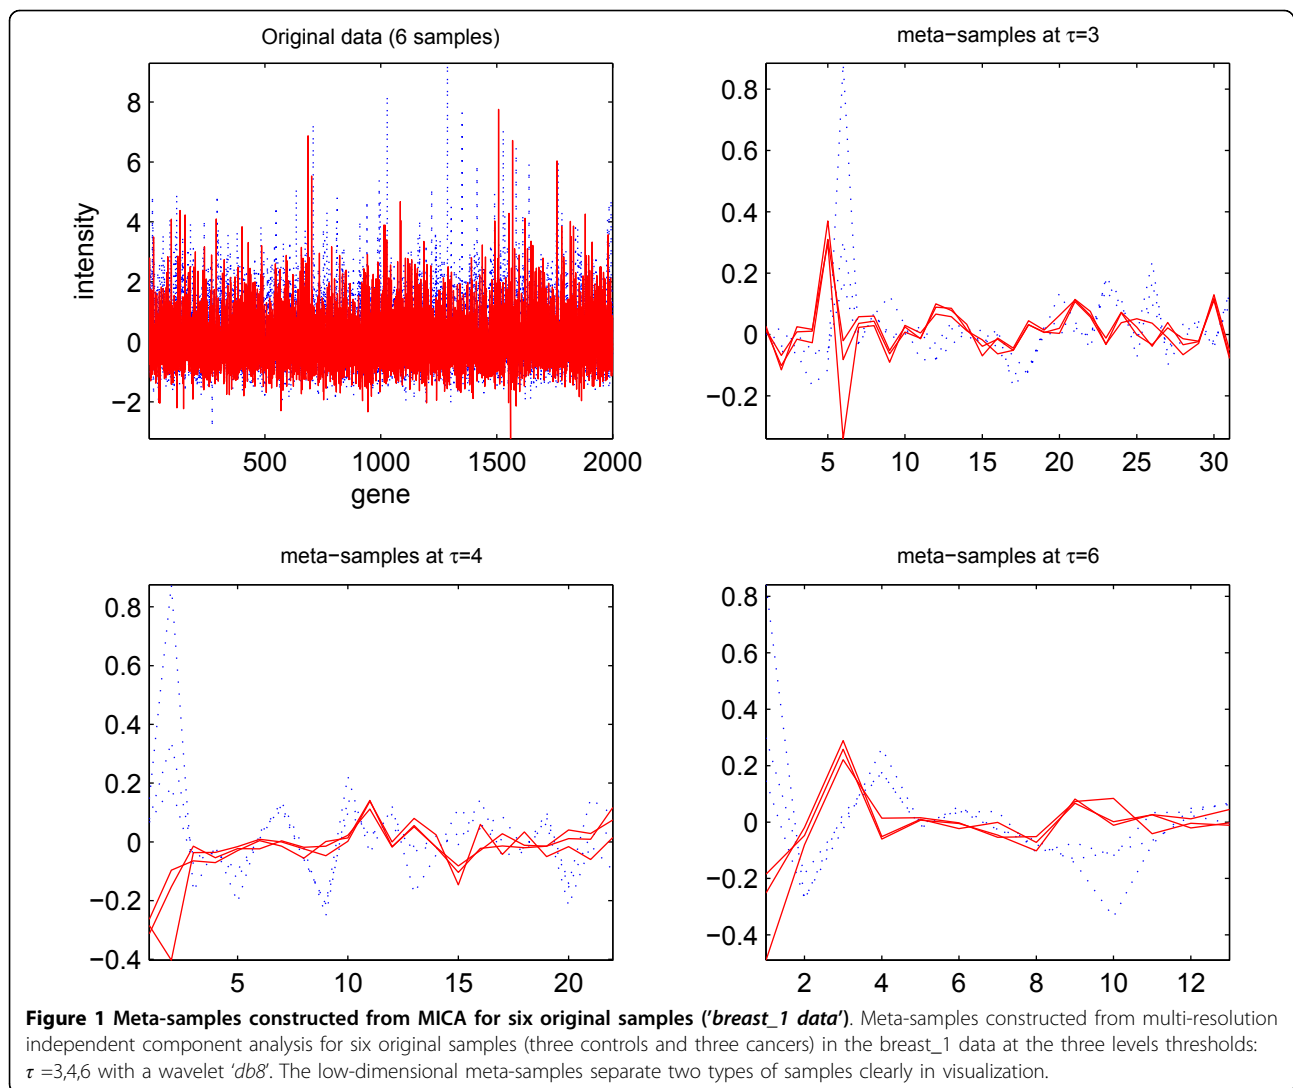 Original data (6 samples)
intensity
8
6
4
2
0
−2
500 1000 1500 2000
gene
meta−samples at τ=3
0.8
0.6
0.4
0.2
0
−0.2
5 10 15 20 25 30
meta−samples at τ=4
0.8
0.6
0.4
0.2
0
−0.2
−0.4
5 10 15 20
meta−samples at τ=6
0.8
0.6
0.4
0.2
0
−0.2
−0.4
2 4 6 8 10 12
Figure 1 Meta-samples constructed from MICA for six original samples ('breast_1 data'). Meta-samples constructed from multi-resolution
independent component analysis for six original samples (three controls and three cancers) in the breast_1 data at the three levels thresholds:
τ =3,4,6 with a wavelet 'db8'. The low-dimensional meta-samples separate two types of samples clearly in visualization.